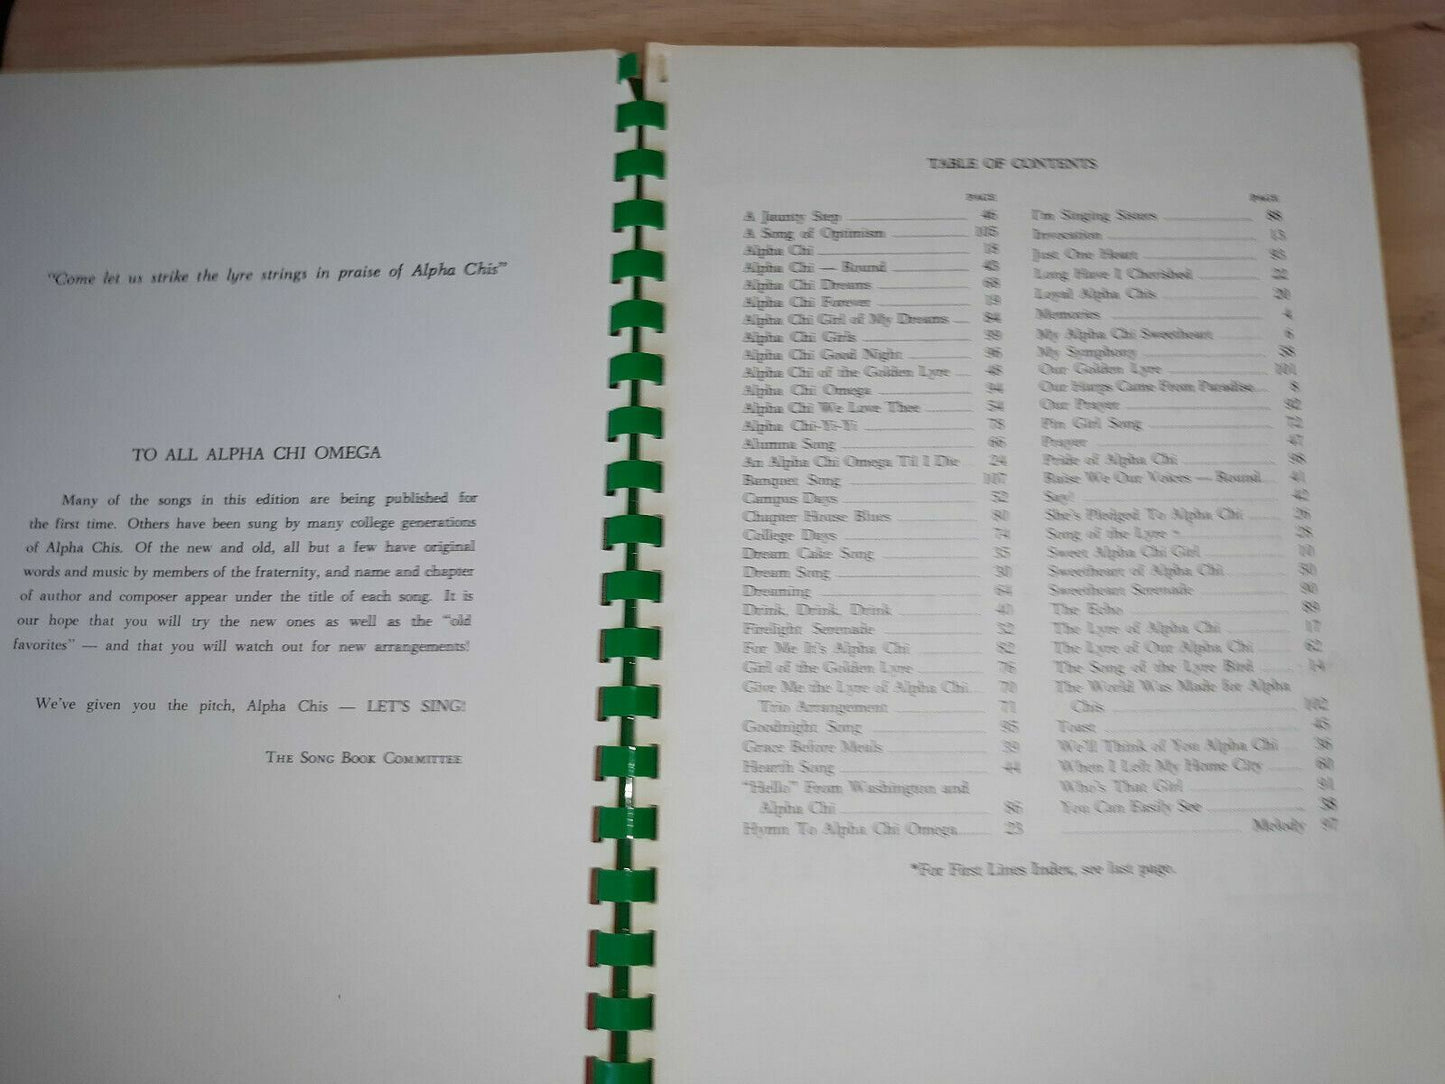 "Come let us strike the lyre strings in praise of Alpha Chis"
TO ALL ALPHA CHI OMEGA
Many of the songs in this edition are being published for
the first time. Others have been sung by many college generations
of Alpha Chis. Of the new and old, all but a few have original
words and music by members of the fraternity, and name and chapter
of author and composer appear under the title of each song. It is
our hope that you will try the new ones as well as the "old
favorites" — and that you will watch out for new arrangements!
We've given you the pitch, Alpha Chis — LET'S SING!
THE SONG BOOK COMMITTEE
TABLE OF CONTENTS
PAGE
A Jaunty Step 46
A Song of Optimism 105
Alpha Chi 18
Alpha Chi — Round 45
Alpha Chi Dreams 68
Alpha Chi Forever 19
Alpha Chi Girl of My Dreams 84
Alpha Chi Girls 99
Alpha Chi Good Night 96
Alpha Chi of the Golden Lyre 48
Alpha Chi Omega 94
Alpha Chi We Love Thee 54
Alpha Chi-Yi-Yi 78
Alumna Song 66
An Alpha Chi Omega Til I Die 24
Banquet Song 107
Campus Days 52
Chapter House Blues 80
College Days 74
Dream Cake Song 35
Dream Song 30
Dreaming 64
Drink, Drink, Drink 40
Firelight Serenade 32
For Me It's Alpha Chi 82
Girl of the Golden Lyre 76
Give Me the Lyre of Alpha Chi 70
Trio Arrangement 71
Goodnight Song 95
Grace Before Meals 39
Hearth Song 44
"Hello" From Washington and
Alpha Chi 86
Hymn To Alpha Chi Omega 23
PAGE
I'm Singing Sisters 88
Invocation 13
Just One Heart 93
Long Have I Cherished 22
Loyal Alpha Chis 20
Memories 4
My Alpha Chi Sweetheart 6
My Symphony 58
Our Golden Lyre 101
Our Harps Came From Paradise 8
Our Prayer 92
Pin Girl Song 72
Prayer 47
Pride of Alpha Chi 98
Raise We Our Voices — Round 41
Say! 42
She's Pledged To Alpha Chi 26
Song of the Lyre 28
Sweet Alpha Chi Girl 10
Sweetheart of Alpha Chi 50
Sweetheart Serenade 90
The Echo 89
The Lyre of Alpha Chi 17
The Lyre of Our Alpha Chi 62
The Song of the Lyre Bird 14
The World Was Made for Alpha
Chis 102
Toast 45
We'll Think of You Alpha Chi 36
When I Left My Home City 60
Who's That Girl 91
You Can Easily See 38
Melody 97
*For First Lines Index, see last page.